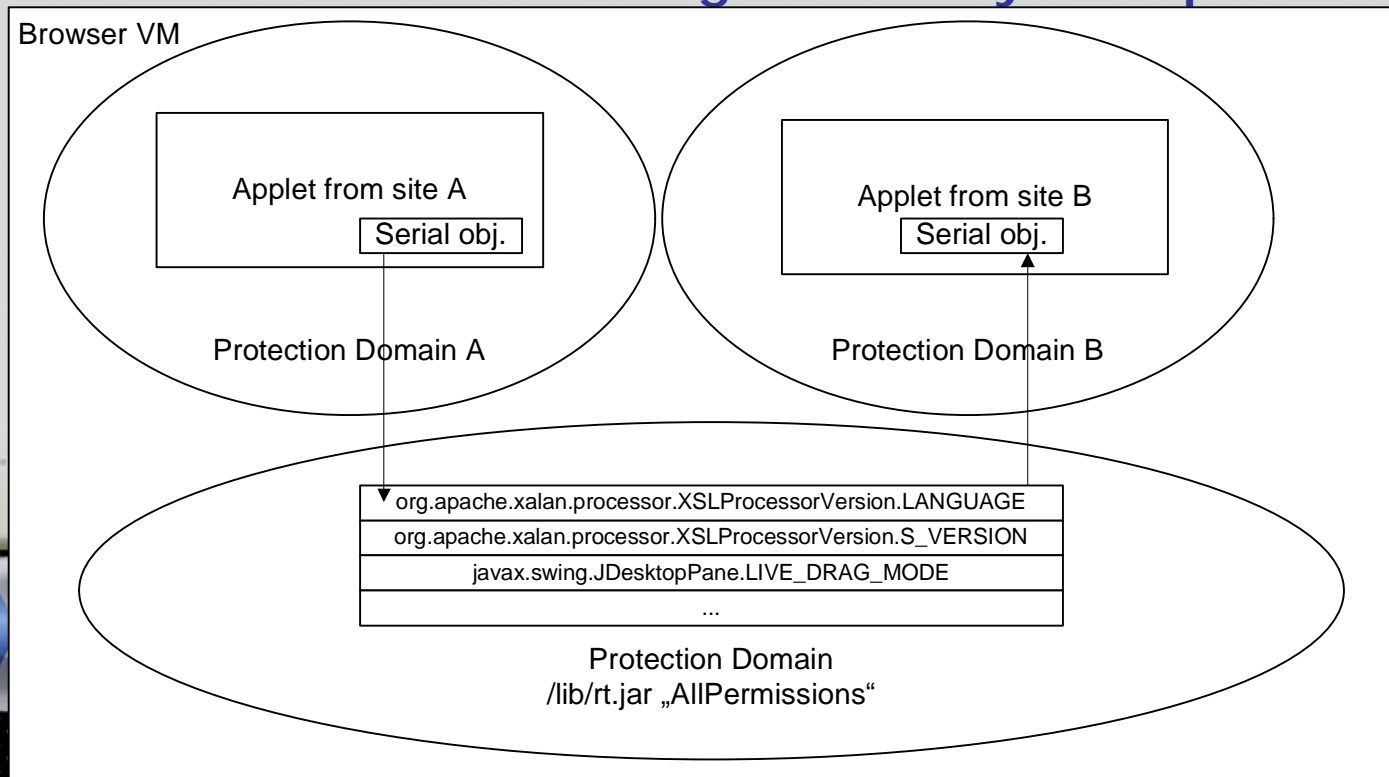 Browser VM
Applet from site A
Serial obj.
Protection Domain A
Applet from site B
Serial obj.
Protection Domain B
org.apache.xalan.processor.XSLProcessorVersion.LANGUAGE
org.apache.xalan.processor.XSLProcessorVersion.S_VERSION
javax.swing.JDesktopPane.LIVE_DRAG_MODE
...
Protection Domain
/lib/rt.jar „AllPermissions“